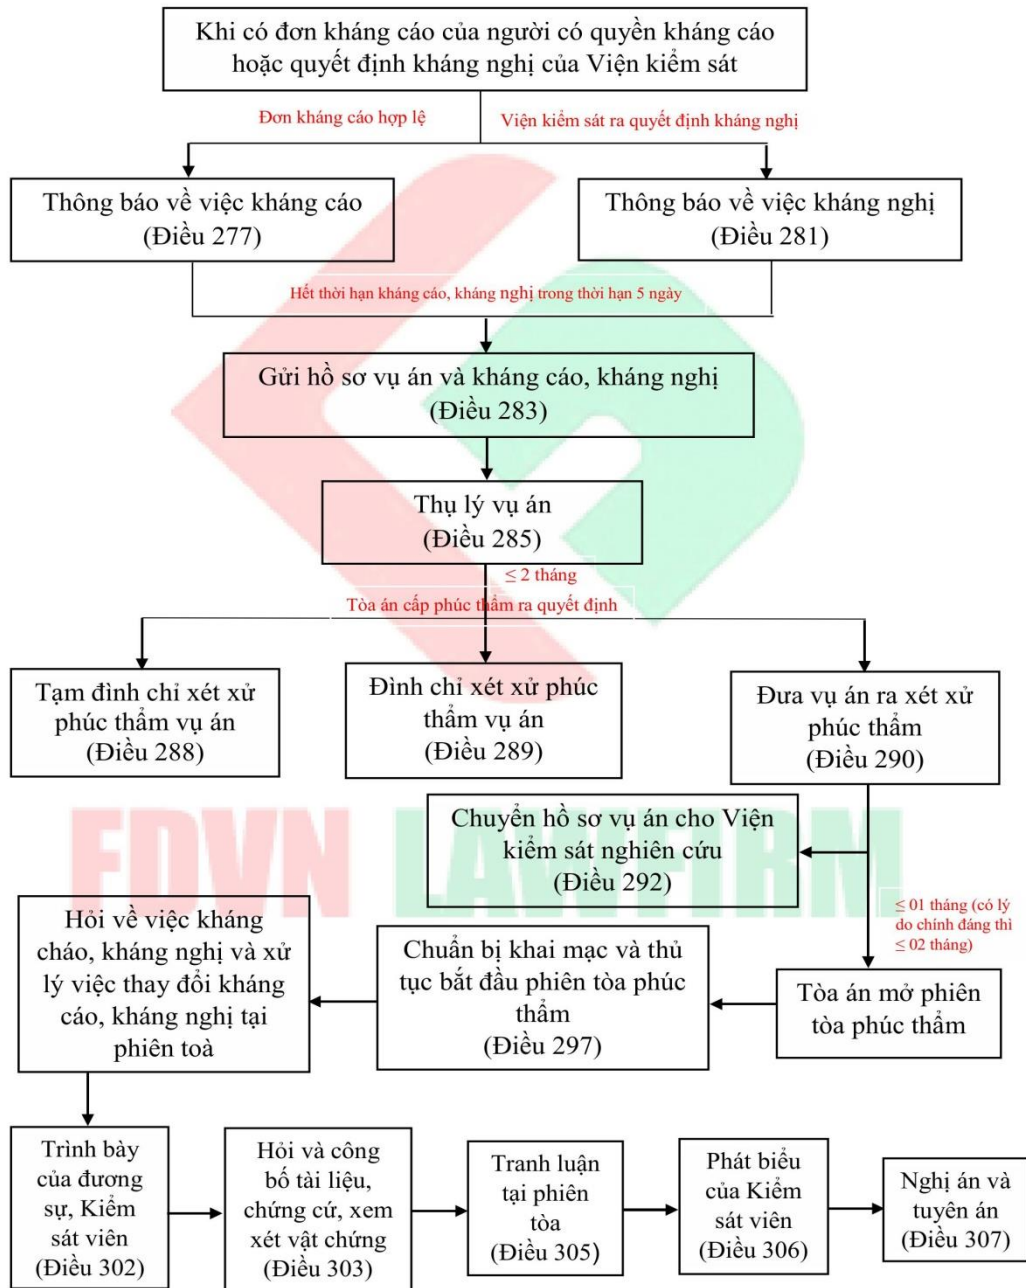 Khi có đơn kháng cáo của người có quyền kháng cáo
hoặc quyết định kháng nghị của Viện kiểm sát
Đơn kháng cáo hợp lệ
Viện kiểm sát ra quyết định kháng nghị
Thông báo về việc kháng cáo
(Điều 277)
Thông báo về việc kháng nghị
(Điều 281)
Hết thời hạn kháng cáo, kháng nghị trong thời hạn 5 ngày
Gửi hồ sơ vụ án và kháng cáo, kháng nghị
(Điều 283)
Thụ lý vụ án
(Điều 285)
≤ 2 tháng
Tòa án cấp phúc thẩm ra quyết định
Tạm đình chỉ xét xử
phúc thẩm vụ án
(Điều 288)
Đình chỉ xét xử phúc
thẩm vụ án
(Điều 289)
Đưa vụ án ra xét xử
phúc thẩm
(Điều 290)
Chuyển hồ sơ vụ án cho Viện
kiểm sát nghiên cứu
(Điều 292)
FDVN LAWFIRM
≤ 01 tháng (có lý
do chính đáng thì
≤ 02 tháng)
Tòa án mở phiên
tòa phúc thẩm
Chuẩn bị khai mạc và thủ
tục bắt đầu phiên tòa phúc
thẩm
(Điều 297)
Hỏi về việc kháng
cháo, kháng nghị và xử
lý việc thay đổi kháng
cáo, kháng nghị tại
phiên toà
Trình bày
của đương
sự, Kiểm
sát viên
(Điều 302)
Hỏi và công
bố tài liệu,
chứng cứ, xem
xét vật chứng
(Điều 303)
Tranh luận
tại phiên
tòa
(Điều 305)
Phát biểu
của Kiểm
sát viên
(Điều 306)
Nghị án và
tuyên án
(Điều 307)